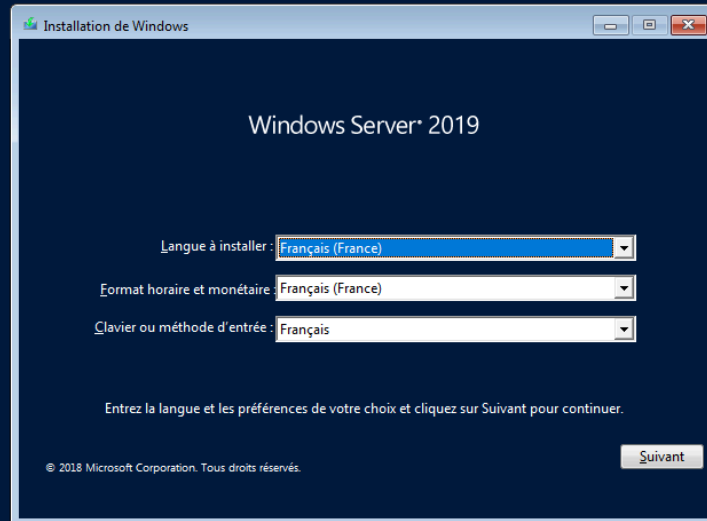 Installation de Windows
Windows Server® 2019
Langue à installer : Français (France)
Format horaire et monétaire : Français (France)
Clavier ou méthode d'entrée : Français
Entrez la langue et les préférences de votre choix et cliquez sur Suivant pour continuer.
© 2018 Microsoft Corporation. Tous droits réservés.
Suivant